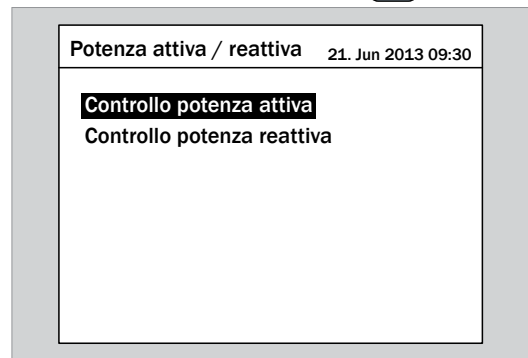 Potenza attiva / reattiva 21. Jun 2013 09:30
Controllo potenza attiva
Controllo potenza reattiva